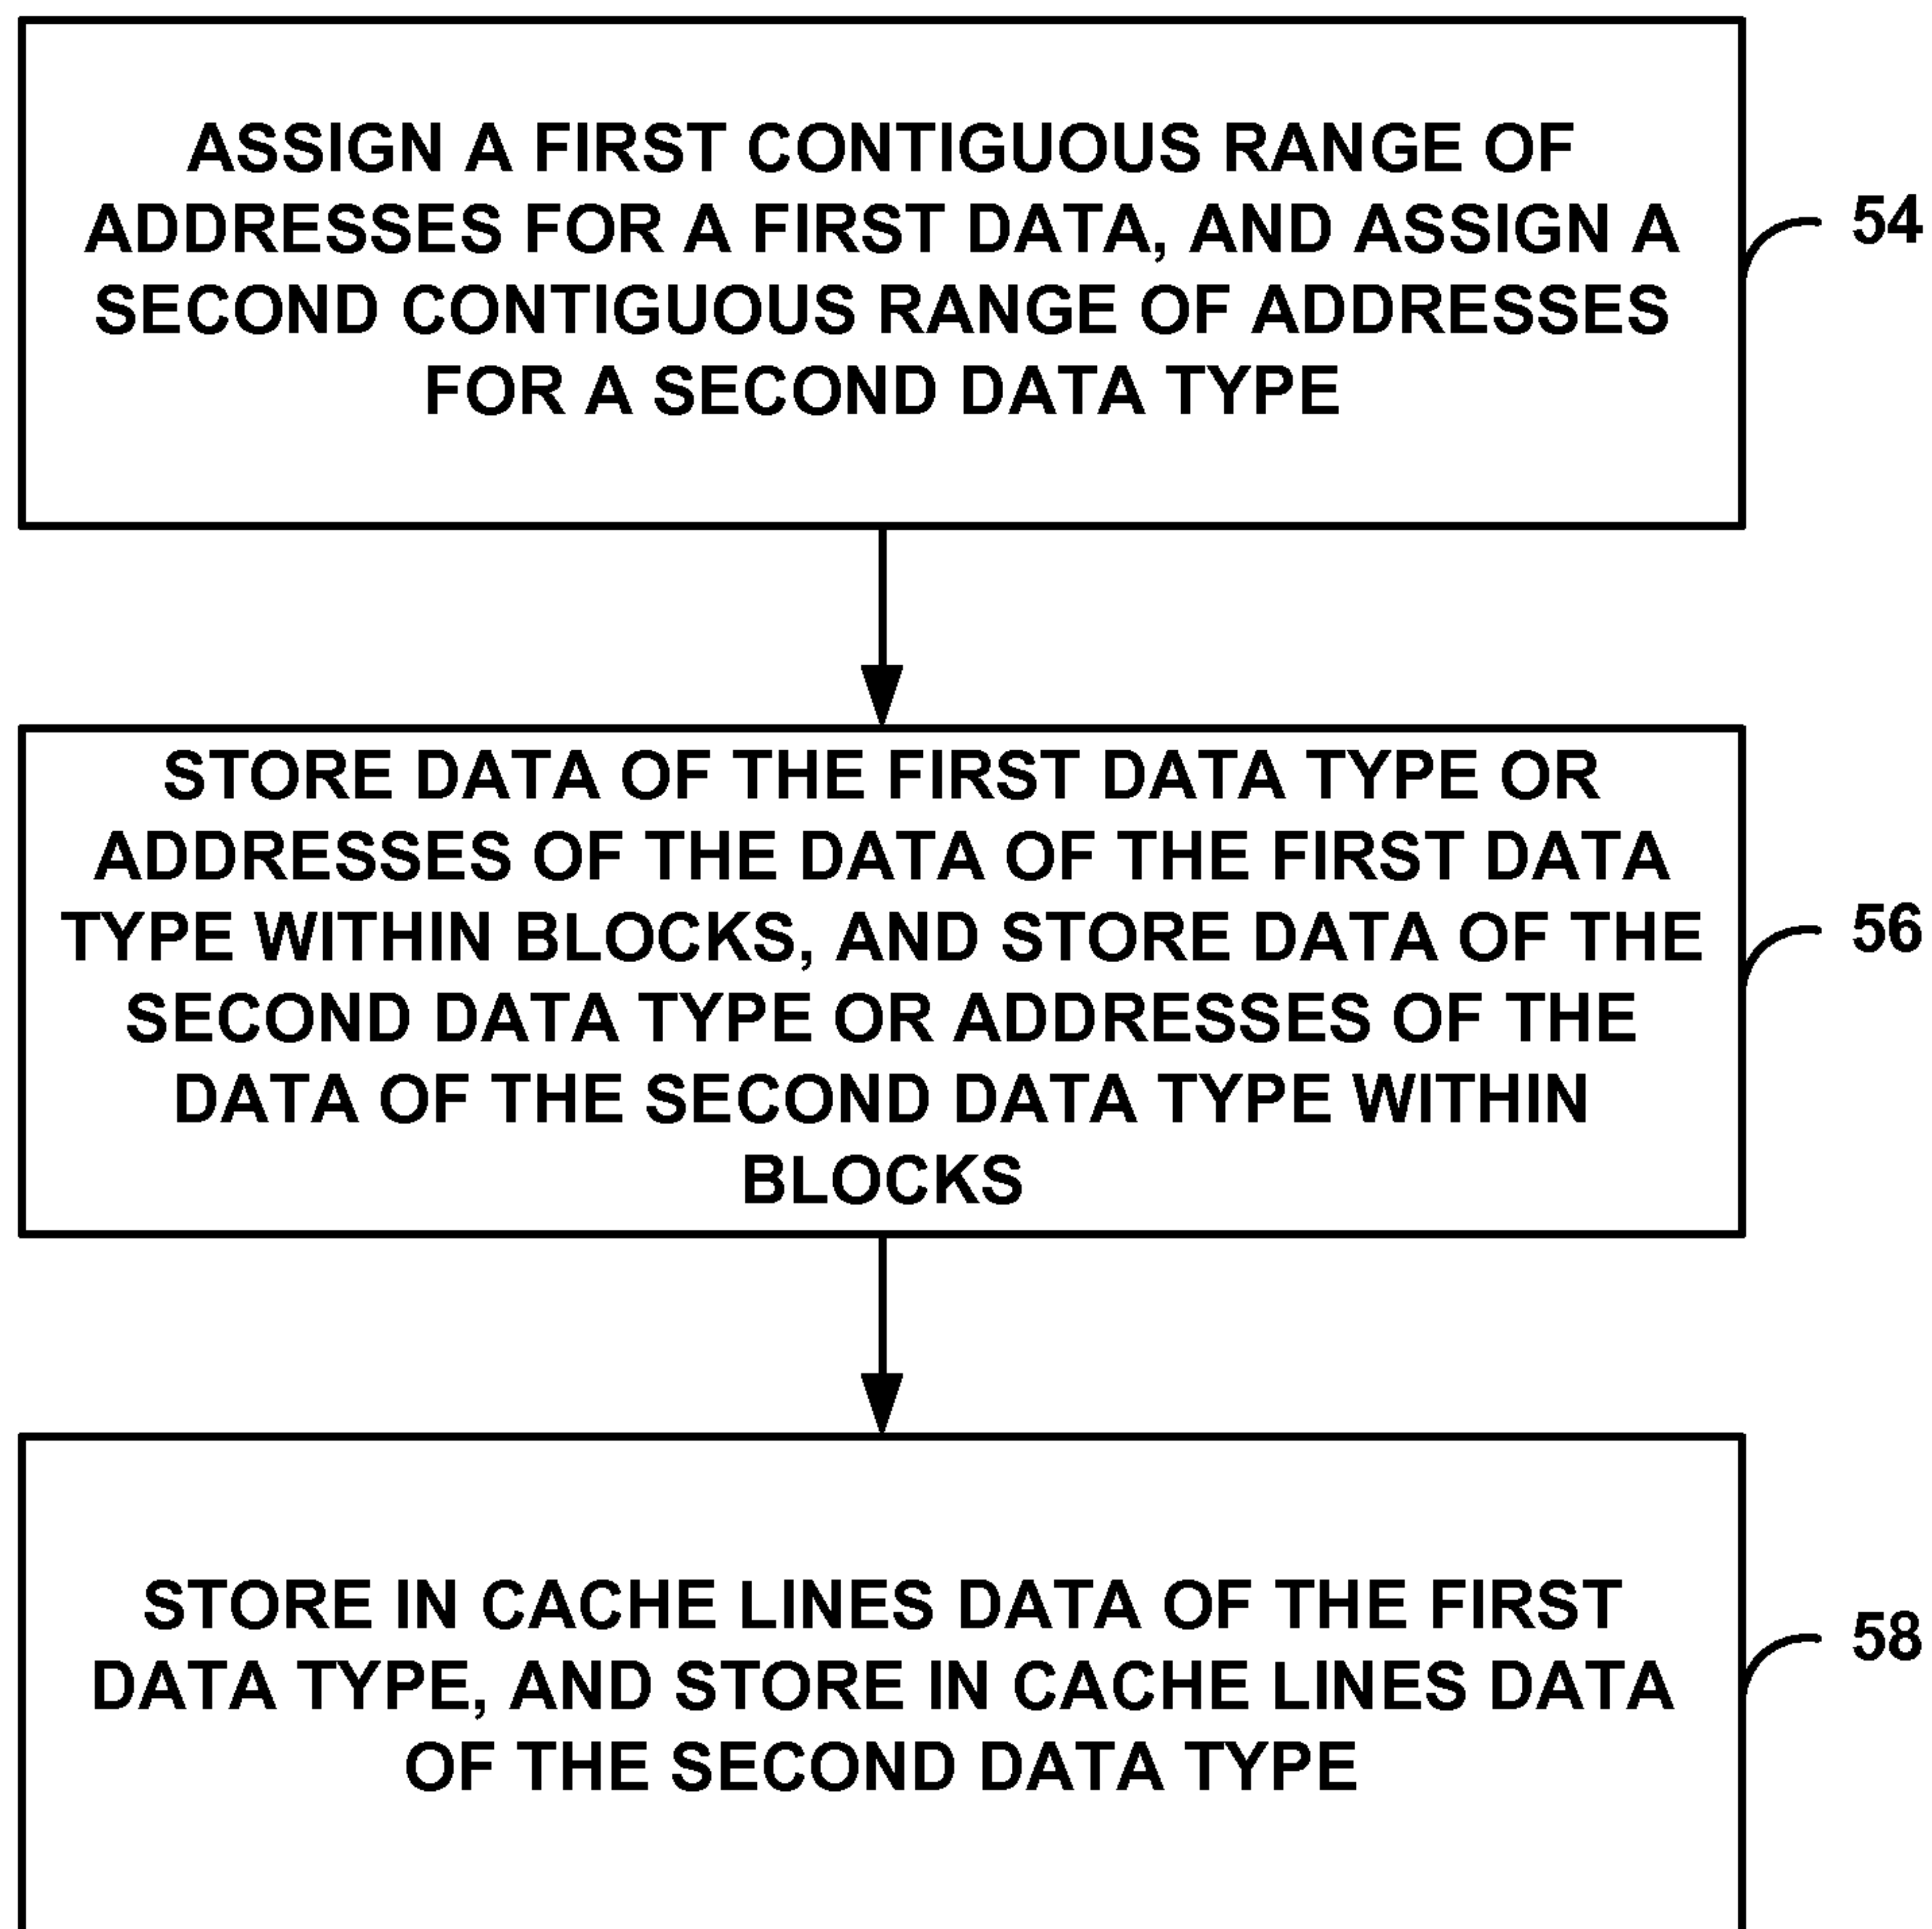 ASSIGN A FIRST CONTIGUOUS RANGE OF
ADDRESSES FOR A FIRST DATA, AND ASSIGN A
SECOND CONTIGUOUS RANGE OF ADDRESSES
FOR A SECOND DATA TYPE
54
STORE DATA OF THE FIRST DATA TYPE OR
ADDRESSES OF THE DATA OF THE FIRST DATA
TYPE WITHIN BLOCKS, AND STORE DATA OF THE
SECOND DATA TYPE OR ADDRESSES OF THE
DATA OF THE SECOND DATA TYPE WITHIN
BLOCKS
56
STORE IN CACHE LINES DATA OF THE FIRST
DATA TYPE, AND STORE IN CACHE LINES DATA
OF THE SECOND DATA TYPE
58